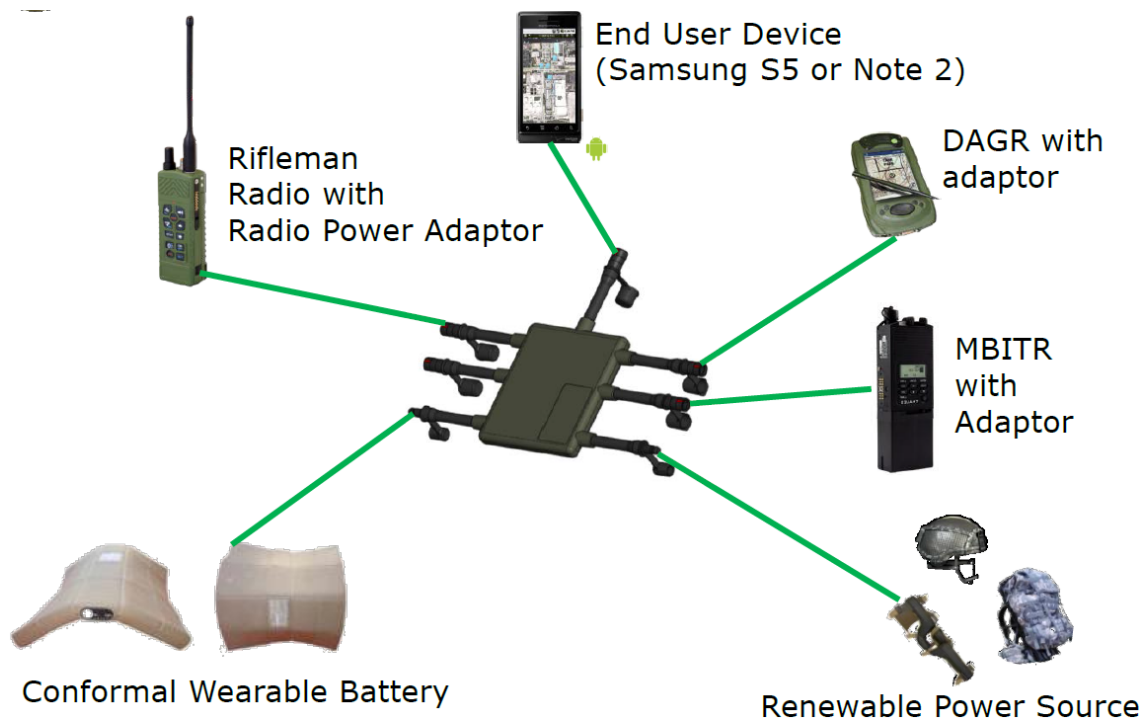 End User Device
(Samsung S5 or Note 2)
Rifleman
Radio with
Radio Power Adaptor
DAGR with
adaptor
MBITR
with
Adaptor
Conformal Wearable Battery
Renewable Power Source